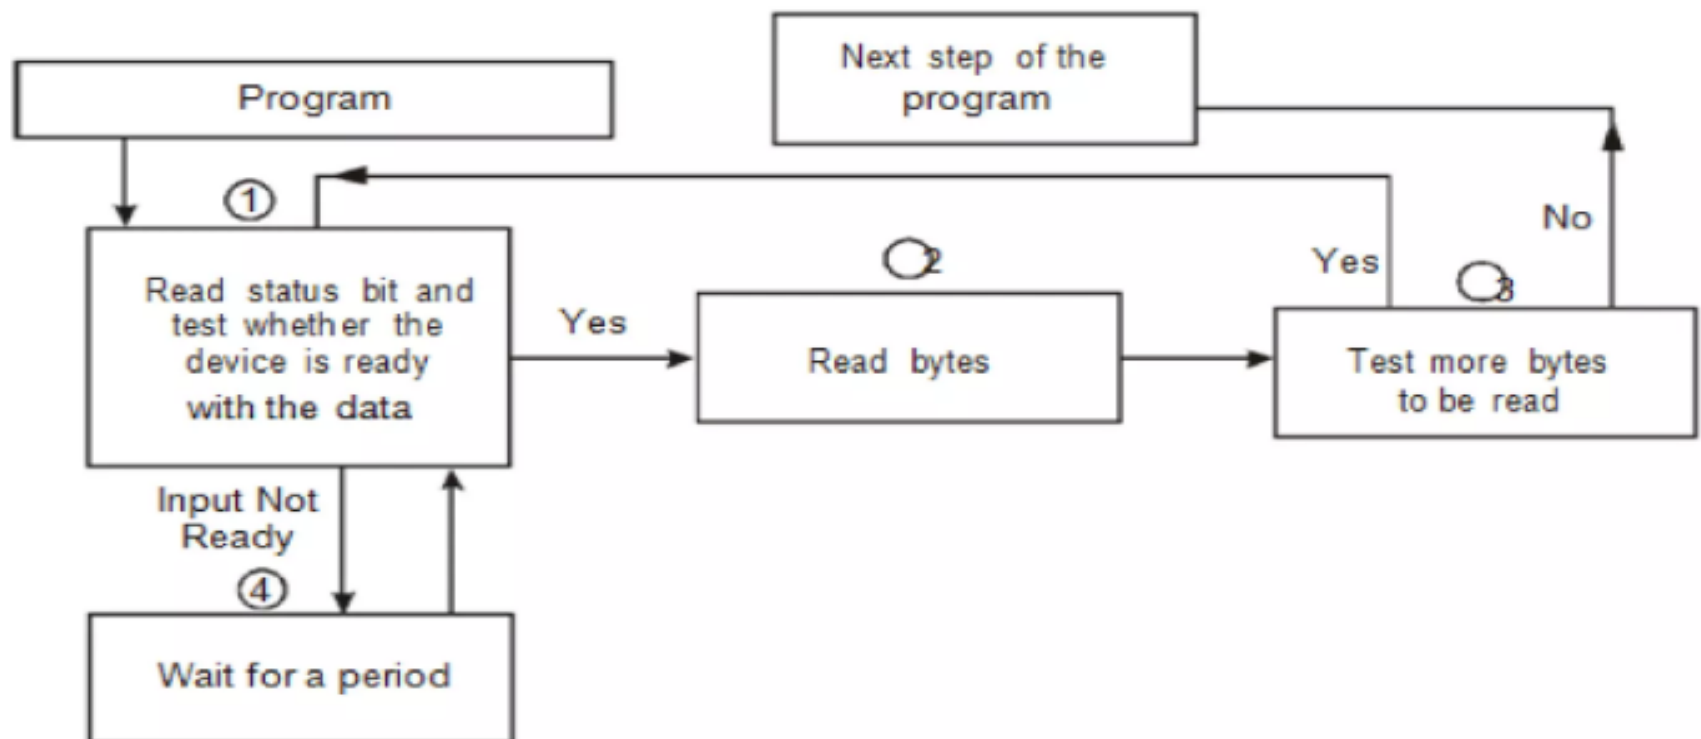 Program
Next step of the
program
1
Read status bit and
test whether the
device is ready
with the data
Yes
2
Read bytes
Yes
3
No
Test more bytes
to be read
Input Not
Ready
4
Wait for a period